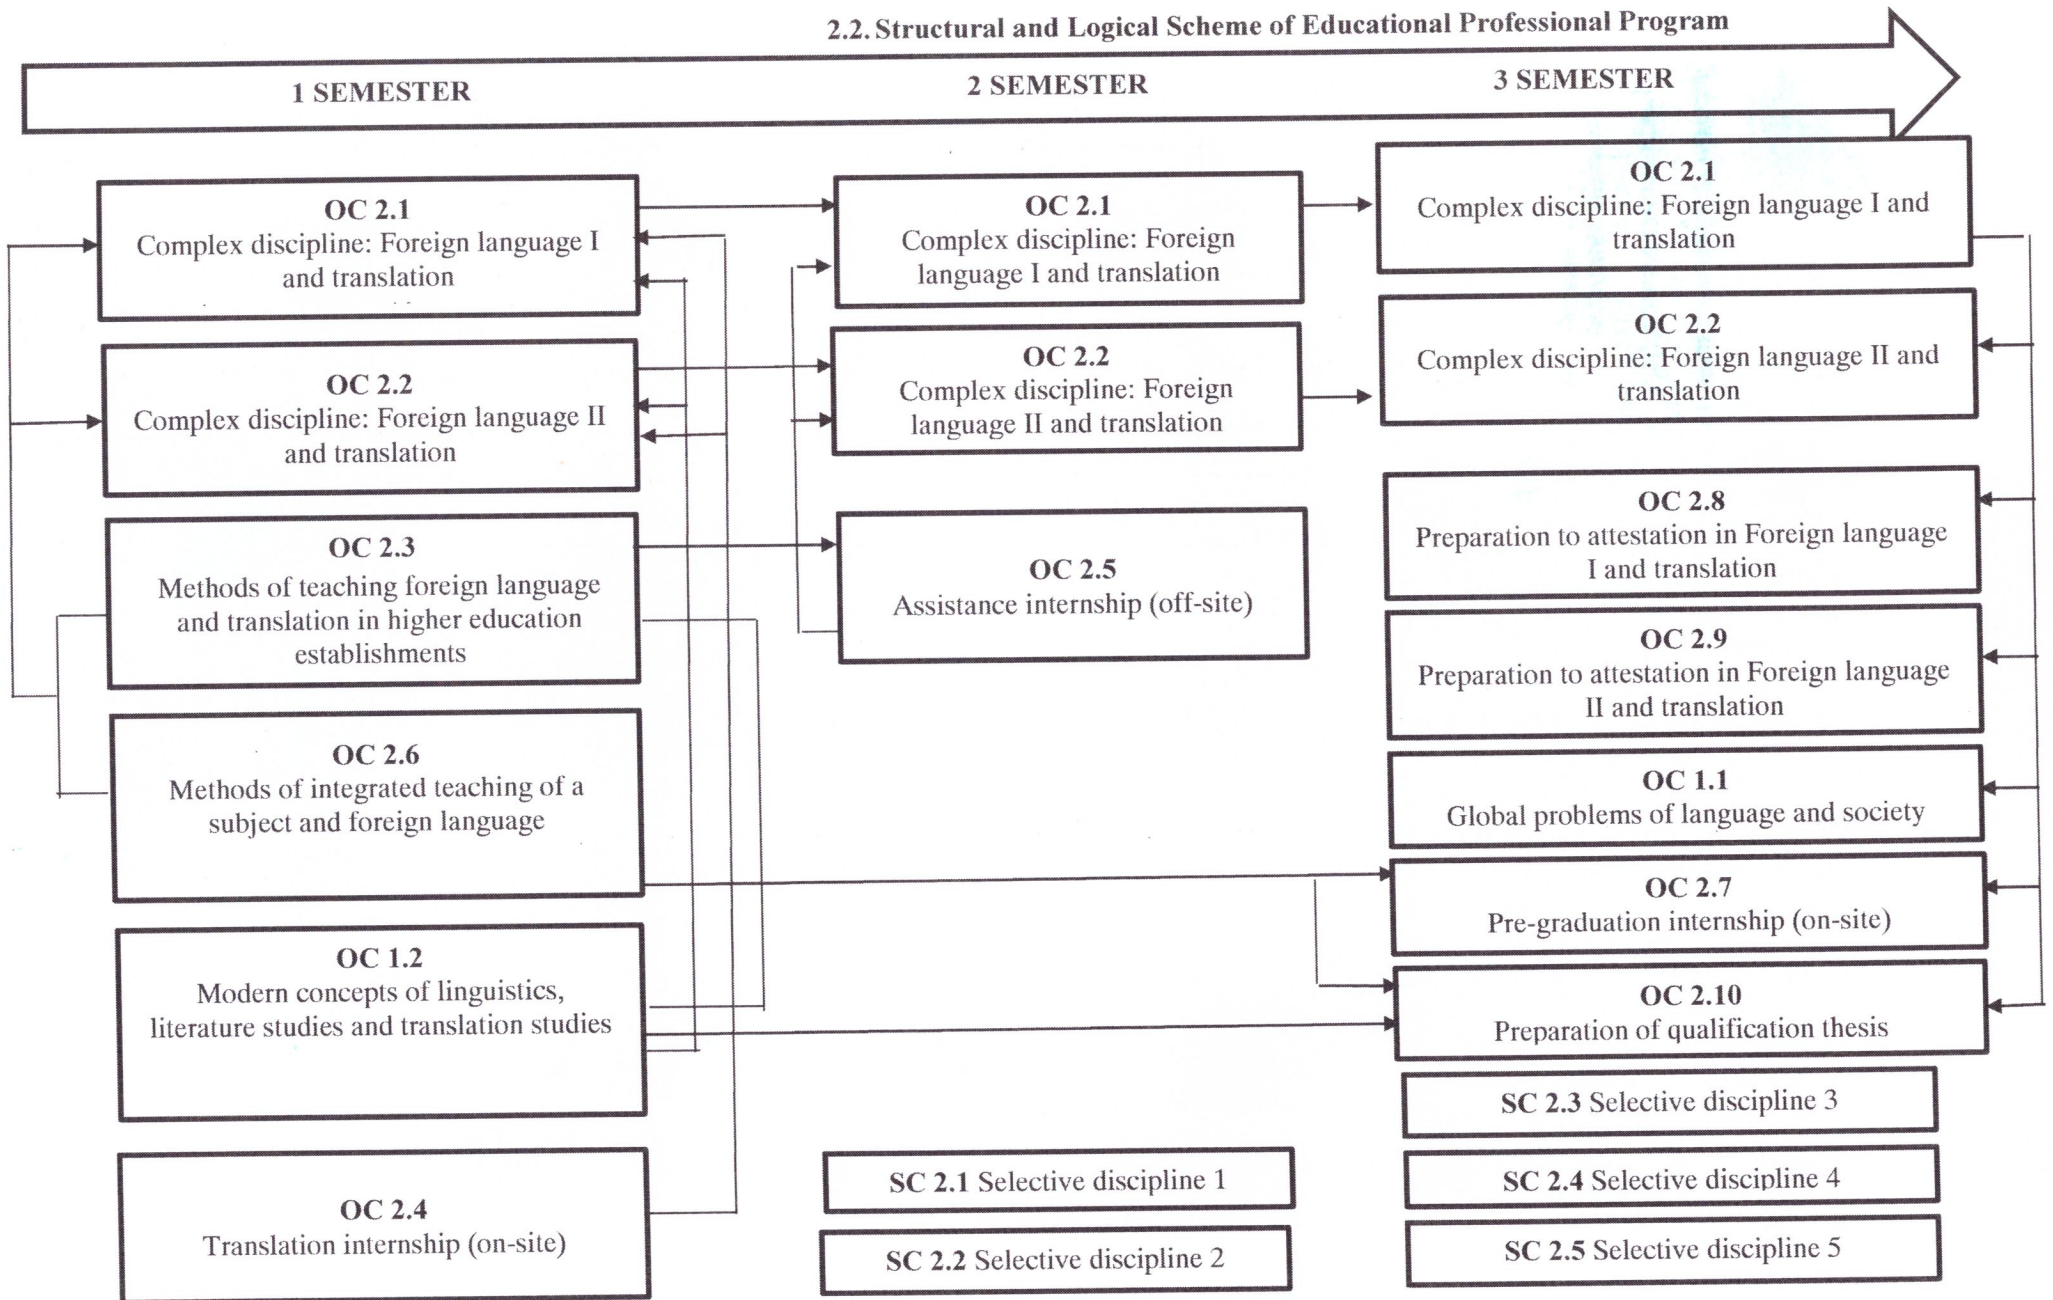 2.2. Structural and Logical Scheme of Educational Professional Program
1 SEMESTER
2 SEMESTER
3 SEMESTER
OC 2.1
Complex discipline: Foreign language I
and translation
OC 2.2
Complex discipline: Foreign language II
and translation
OC 2.3
Methods of teaching foreign language
and translation in higher education
establishments
OC 2.6
Methods of integrated teaching of a
subject and foreign language
OC 1.2
Modern concepts of linguistics,
literature studies and translation studies
OC 2.4
Translation internship (on-site)
OC 2.1
Complex discipline: Foreign
language I and translation
OC 2.2
Complex discipline: Foreign
language II and translation
OC 2.5
Assistance internship (off-site)
SC 2.1 Selective discipline 1
SC 2.2 Selective discipline 2
OC 2.1
Complex discipline: Foreign language I and
translation
OC 2.2
Complex discipline: Foreign language II and
translation
OC 2.8
Preparation to attestation in Foreign language
I and translation
OC 2.9
Preparation to attestation in Foreign language
II and translation
OC 1.1
Global problems of language and society
OC 2.7
Pre-graduation internship (on-site)
OC 2.10
Preparation of qualification thesis
SC 2.3 Selective discipline 3
SC 2.4 Selective discipline 4
SC 2.5 Selective discipline 5